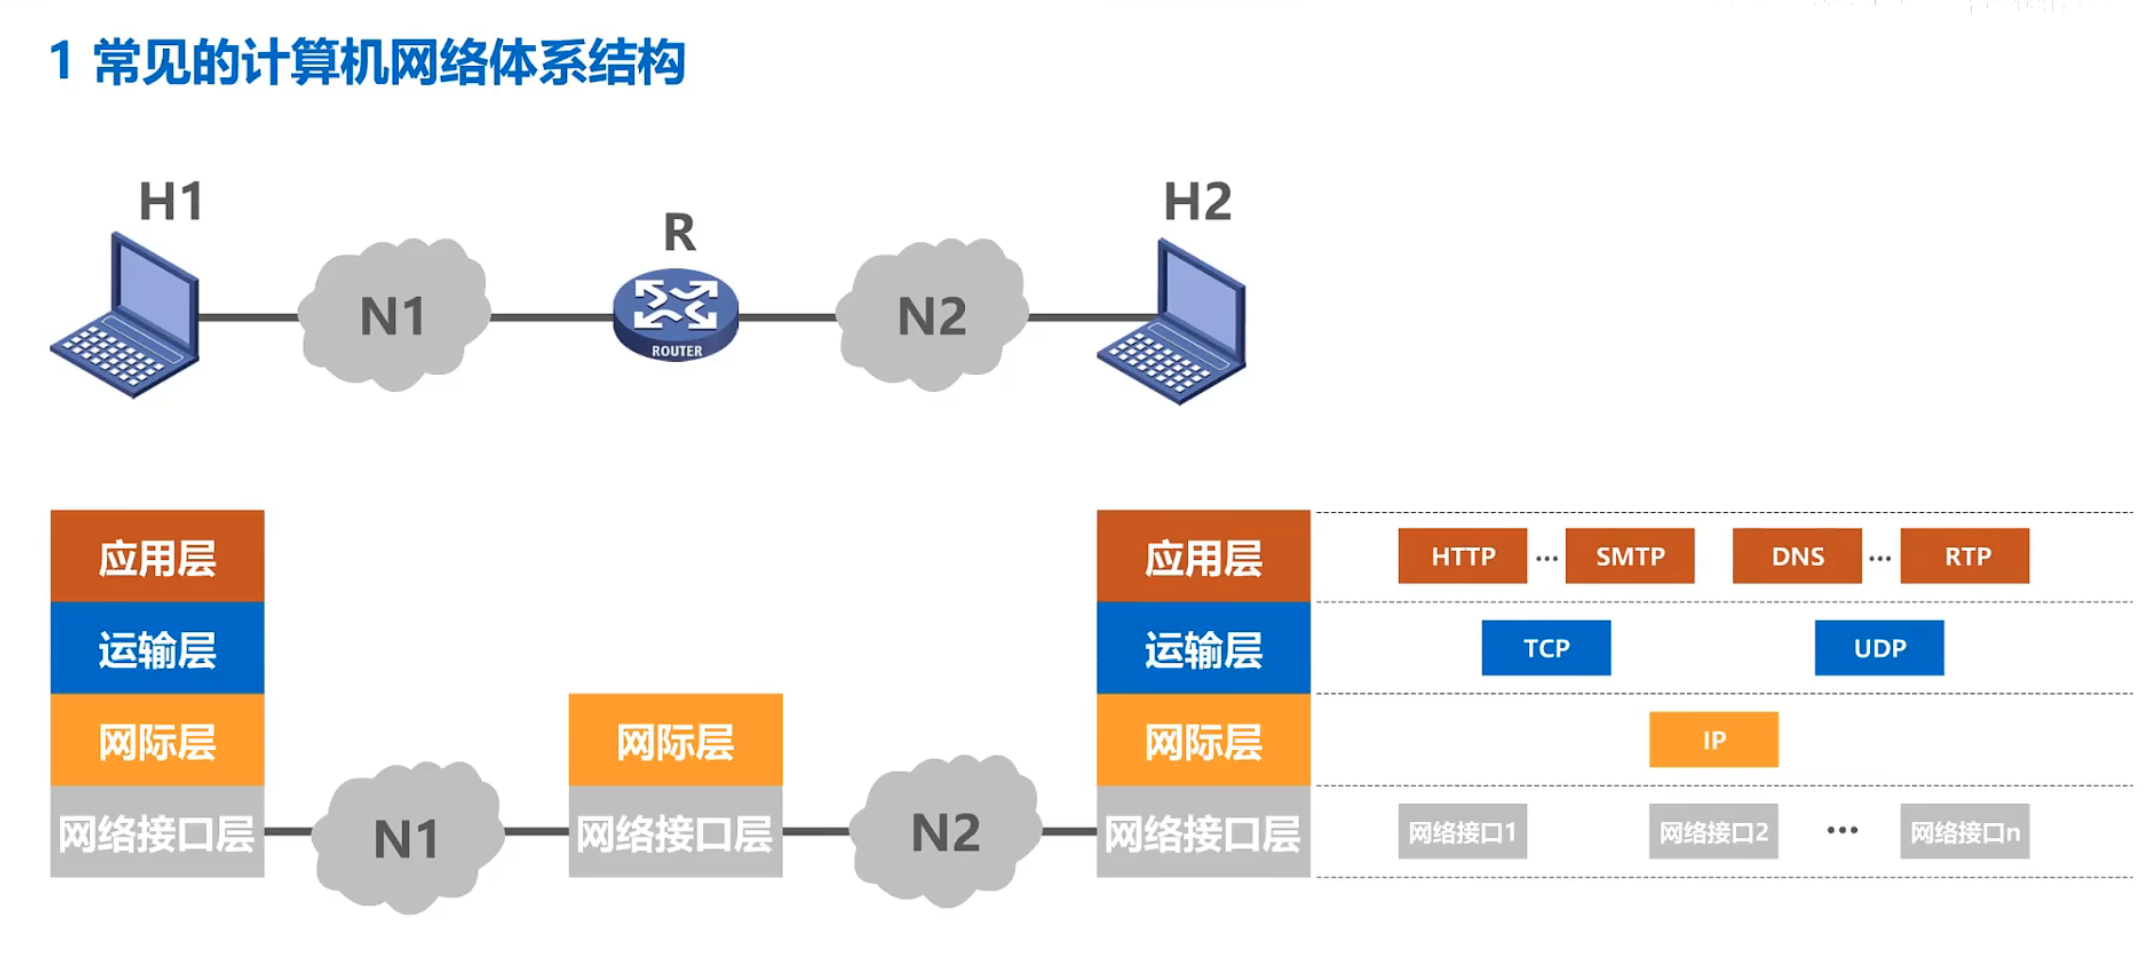 1 常见的计算机网络体系结构
H1
R
H2
N1
ROUTER
N2
应用层
应用层
HTTP ... SMTP DNS ... RTP
运输层
运输层
TCP UDP
网际层
网际层
网际层
IP
网络接口层
N1
网络接口层
N2
网络接口层
网络接口1 网络接口2 ... 网络接口n